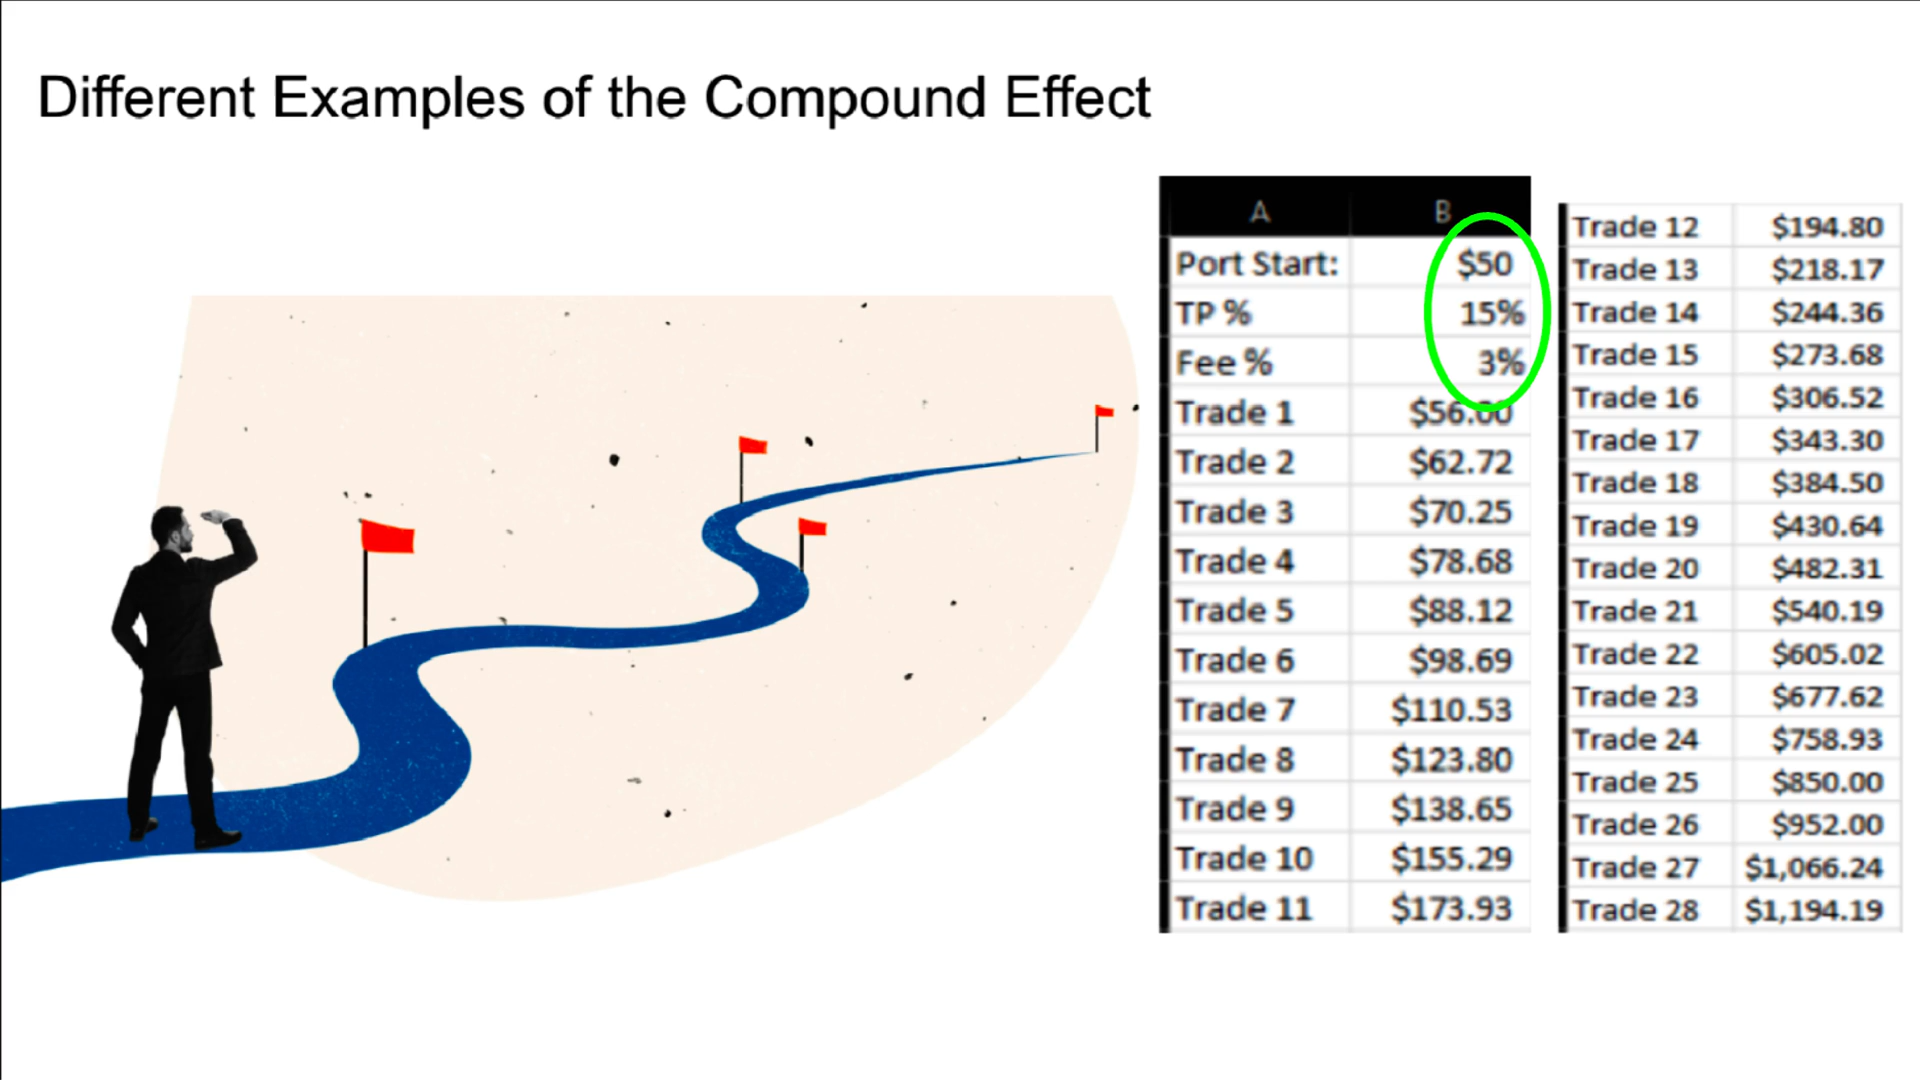 Different Examples of the Compound Effect
A B
Port Start: $50
TP % 15%
Fee % 3%
Trade 1 $56.00
Trade 2 $62.72
Trade 3 $70.25
Trade 4 $78.68
Trade 5 $88.12
Trade 6 $98.69
Trade 7 $110.53
Trade 8 $123.80
Trade 9 $138.65
Trade 10 $155.29
Trade 11 $173.93
Trade 12 $194.80
Trade 13 $218.17
Trade 14 $244.36
Trade 15 $273.68
Trade 16 $306.52
Trade 17 $343.30
Trade 18 $384.50
Trade 19 $430.64
Trade 20 $482.31
Trade 21 $540.19
Trade 22 $605.02
Trade 23 $677.62
Trade 24 $758.93
Trade 25 $850.00
Trade 26 $952.00
Trade 27 $1,066.24
Trade 28 $1,194.19